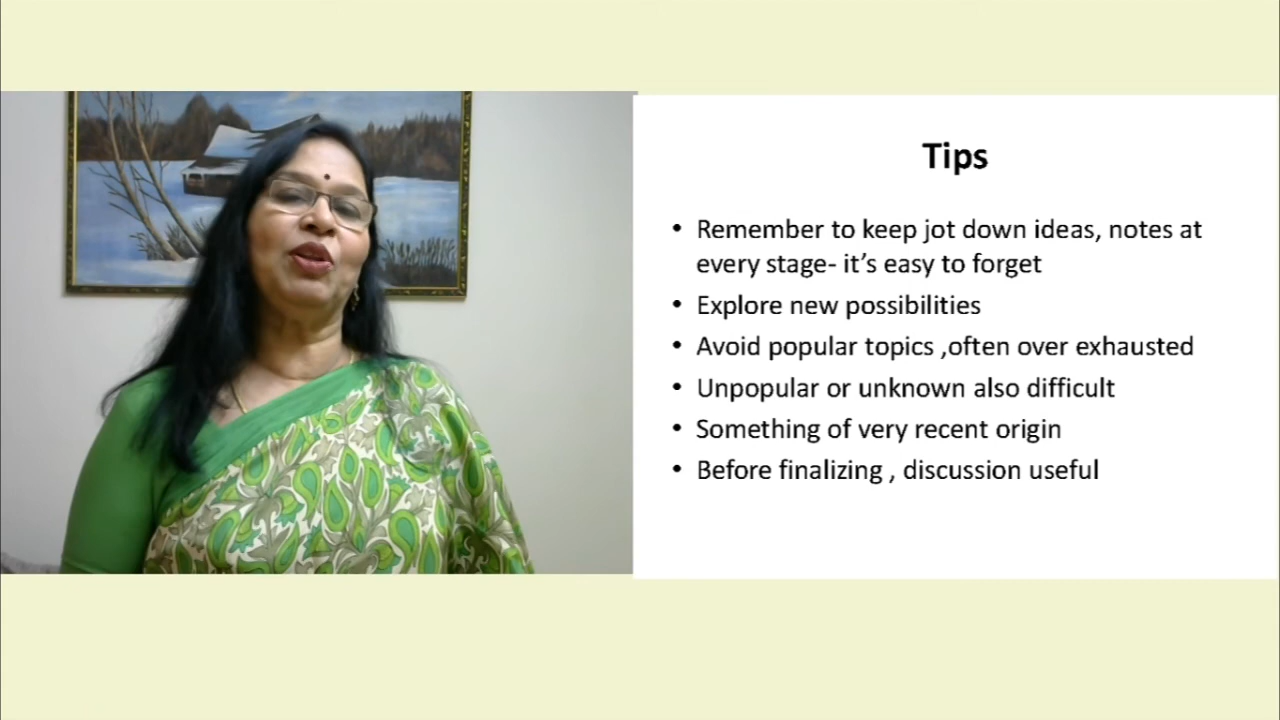 Tips
• Remember to keep jot down ideas, notes at
every stage- it's easy to forget
• Explore new possibilities
• Avoid popular topics ,often over exhausted
• Unpopular or unknown also difficult
• Something of very recent origin
• Before finalizing , discussion useful